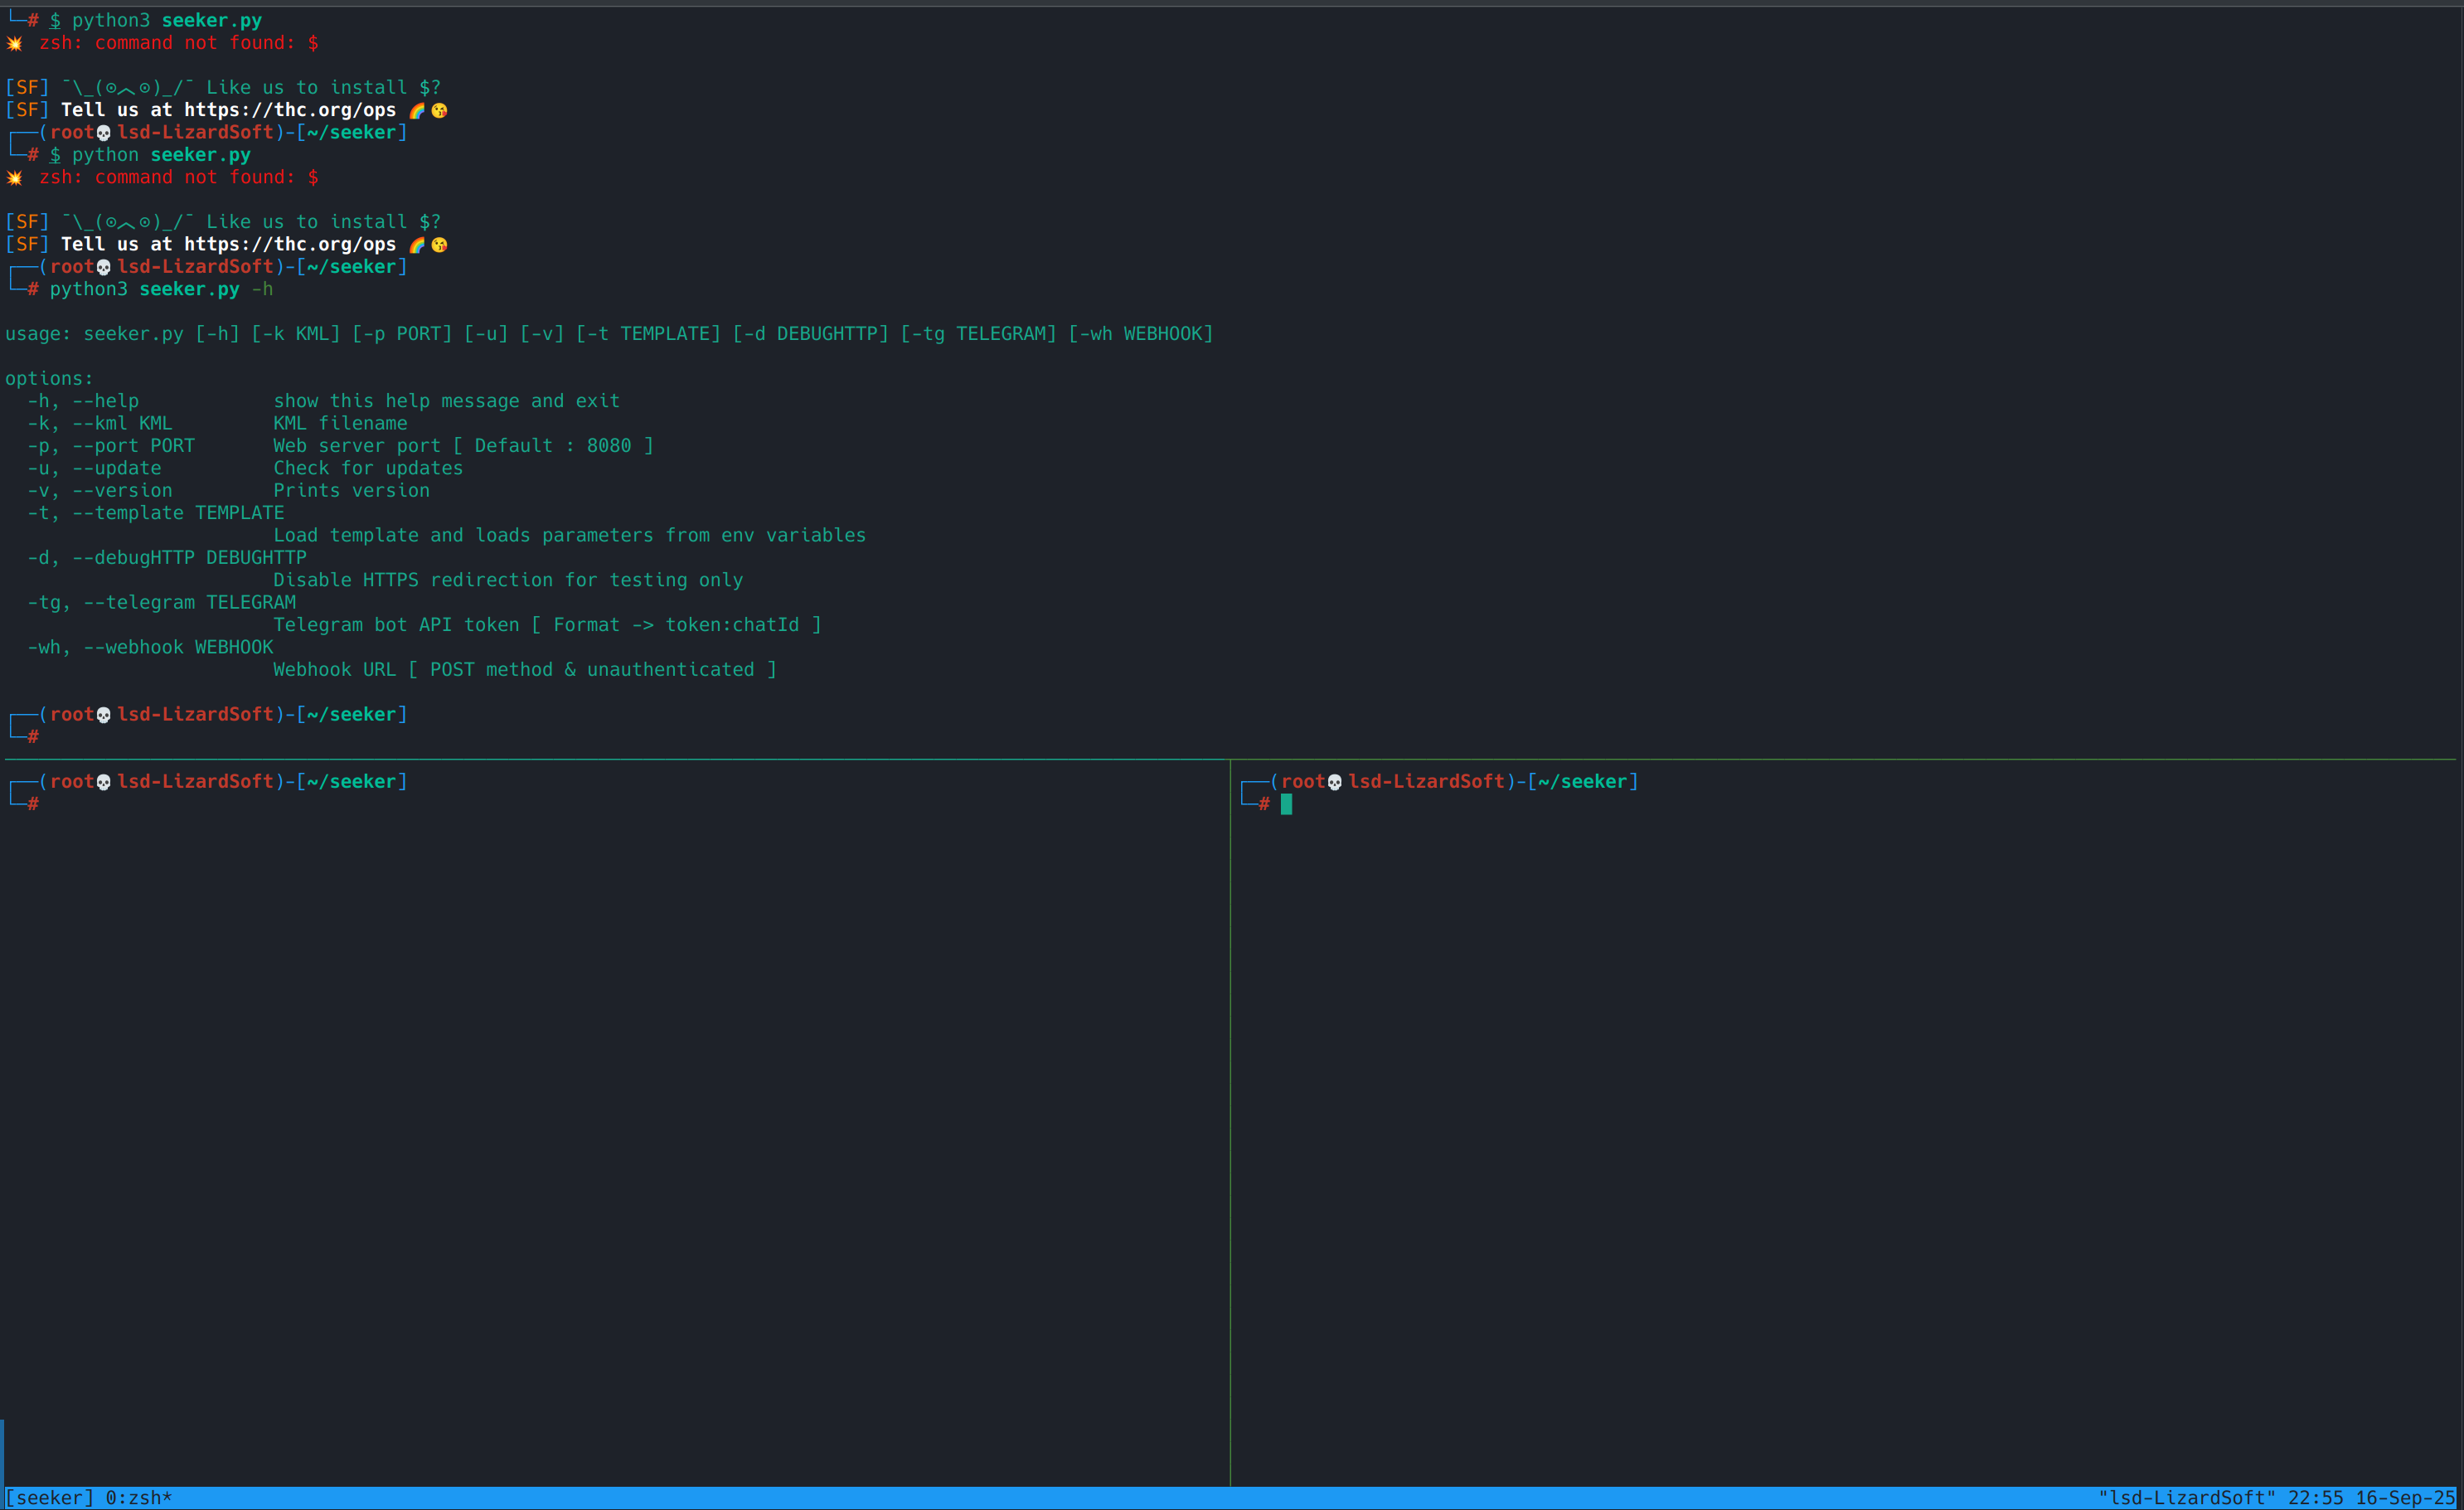 └─# $ python3 seeker.py
💥 zsh: command not found: $
[SF] ¯\_(⊙︿⊙)_/¯ Like us to install $?
[SF] Tell us at https://thc.org/ops 🌈😘
┌──(root💀lsd-LizardSoft)-[~/seeker]
└─# $ python seeker.py
💥 zsh: command not found: $
[SF] ¯\_(⊙︿⊙)_/¯ Like us to install $?
[SF] Tell us at https://thc.org/ops 🌈😘
┌──(root💀lsd-LizardSoft)-[~/seeker]
└─# python3 seeker.py -h
usage: seeker.py [-h] [-k KML] [-p PORT] [-u] [-v] [-t TEMPLATE] [-d DEBUGHTTP] [-tg TELEGRAM] [-wh WEBHOOK]
options:
  -h, --help            show this help message and exit
  -k, --kml KML         KML filename
  -p, --port PORT       Web server port [ Default : 8080 ]
  -u, --update          Check for updates
  -v, --version         Prints version
  -t, --template TEMPLATE
                        Load template and loads parameters from env variables
  -d, --debugHTTP DEBUGHTTP
                        Disable HTTPS redirection for testing only
  -tg, --telegram TELEGRAM
                        Telegram bot API token [ Format -> token:chatId ]
  -wh, --webhook WEBHOOK
                        Webhook URL [ POST method & unauthenticated ]
┌──(root💀lsd-LizardSoft)-[~/seeker]
└─#
┌──(root💀lsd-LizardSoft)-[~/seeker]
└─#
┌──(root💀lsd-LizardSoft)-[~/seeker]
└─#
[seeker] 0:zsh* "lsd-LizardSoft" 22:55 16-Sep-25